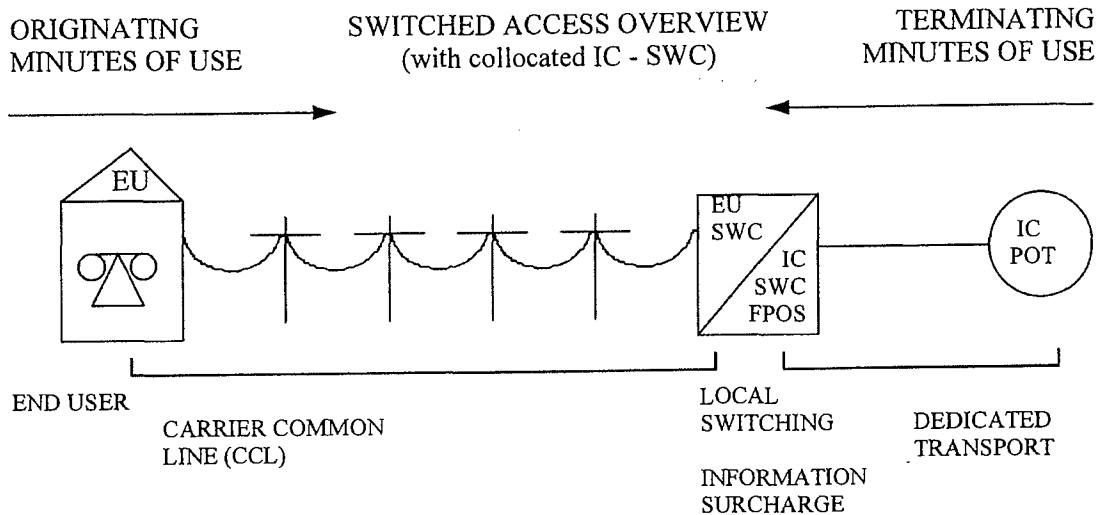 ORIGINATING
MINUTES OF USE
SWITCHED ACCESS OVERVIEW
(with collocated IC - SWC)
TERMINATING
MINUTES OF USE
EU
EU
SWC
IC
SWC
FPOS
IC
POT
END USER
CARRIER COMMON
LINE (CCL)
LOCAL
SWITCHING
INFORMATION
SURCHARGE
DEDICATED
TRANSPORT